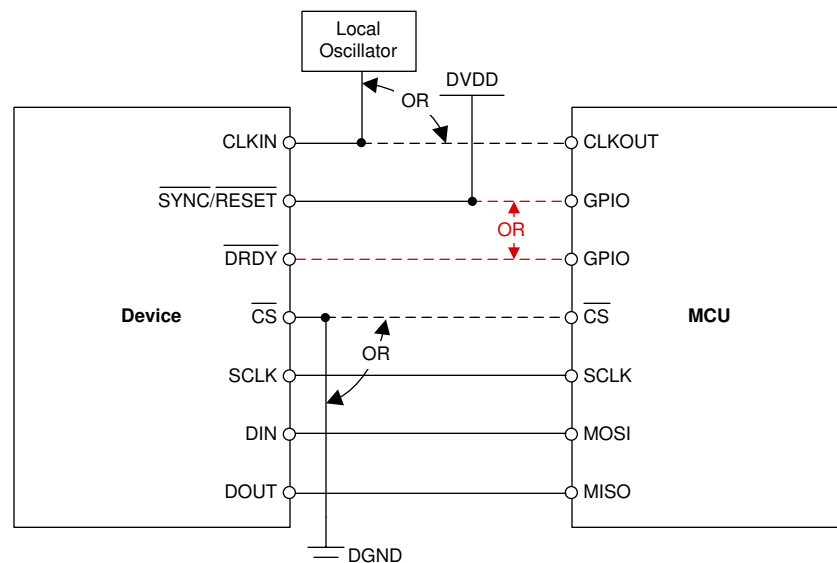 Local
Oscillator
OR
DVDD
CLKIN
CLKOUT
SYNC/RESET
GPIO
OR
DRDY
GPIO
Device
CS
CS
MCU
OR
SCLK
SCLK
DIN
MOSI
DOUT
MISO
DGND